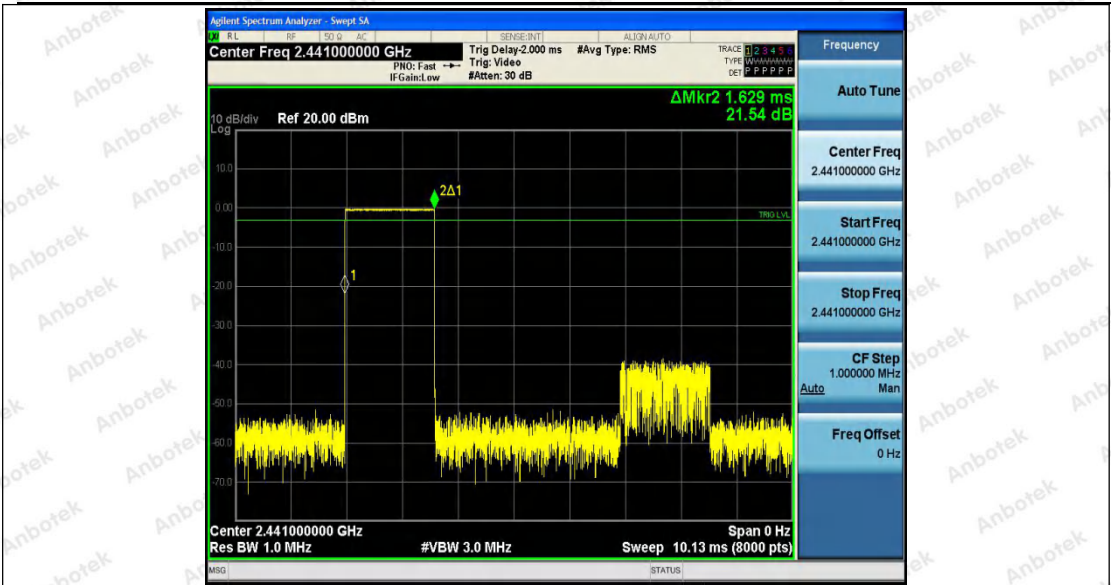 Agilent Spectrum Analyzer - Swept SA
LXI RL RF 50 Ω AC SENSE:INT ALIGN AUTO
Center Freq 2.441000000 GHz
PNO: Fast
IFGain:Low
Trig Delay-2.000 ms
Trig: Video
#Atten: 30 dB
#Avg Type: RMS
TRACE 1 2 3 4 5 6
TYPE W
DET P P P P P P
ΔMkr2 1.629 ms
21.54 dB
10 dB/div Ref 20.00 dBm
Log
10.0
0.00
-10.0
-20.0
-30.0
-40.0
-50.0
-60.0
-70.0
2Δ1
1
TRIG LVL
Center 2.441000000 GHz
Span 0 Hz
Res BW 1.0 MHz
#VBW 3.0 MHz
Sweep 10.13 ms (8000 pts)
MSG
STATUS
Frequency
Auto Tune
Center Freq
2.441000000 GHz
Start Freq
2.441000000 GHz
Stop Freq
2.441000000 GHz
CF Step
1.000000 MHz
Auto Man
Freq Offset
0 Hz
Anbotek